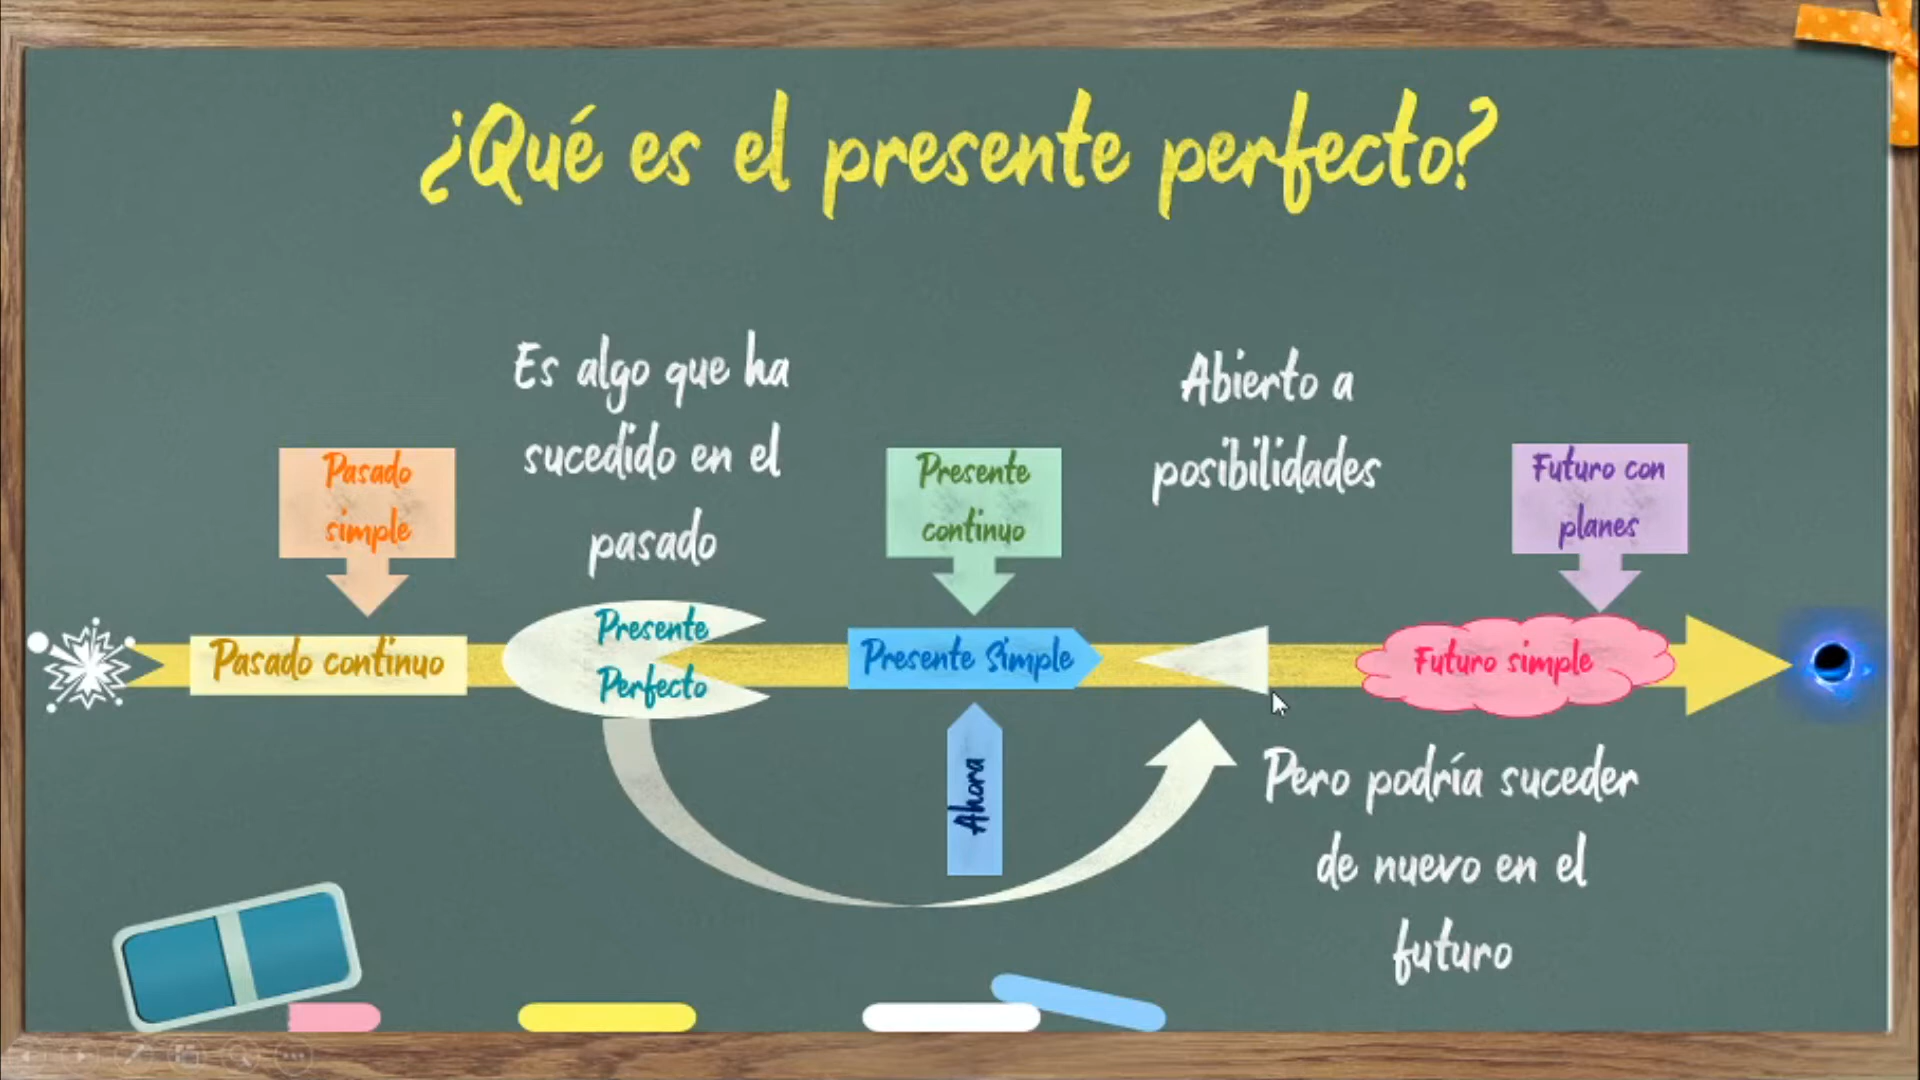 ¿Qué es el presente perfecto?
Es algo que ha
sucedido en el
pasado
Abierto a
posibilidades
Pasado
simple
Presente
continuo
Futuro con
planes
Pasado continuo
Presente
Perfecto
Presente Simple
Futuro simple
Ahora
Pero podría suceder
de nuevo en el
futuro